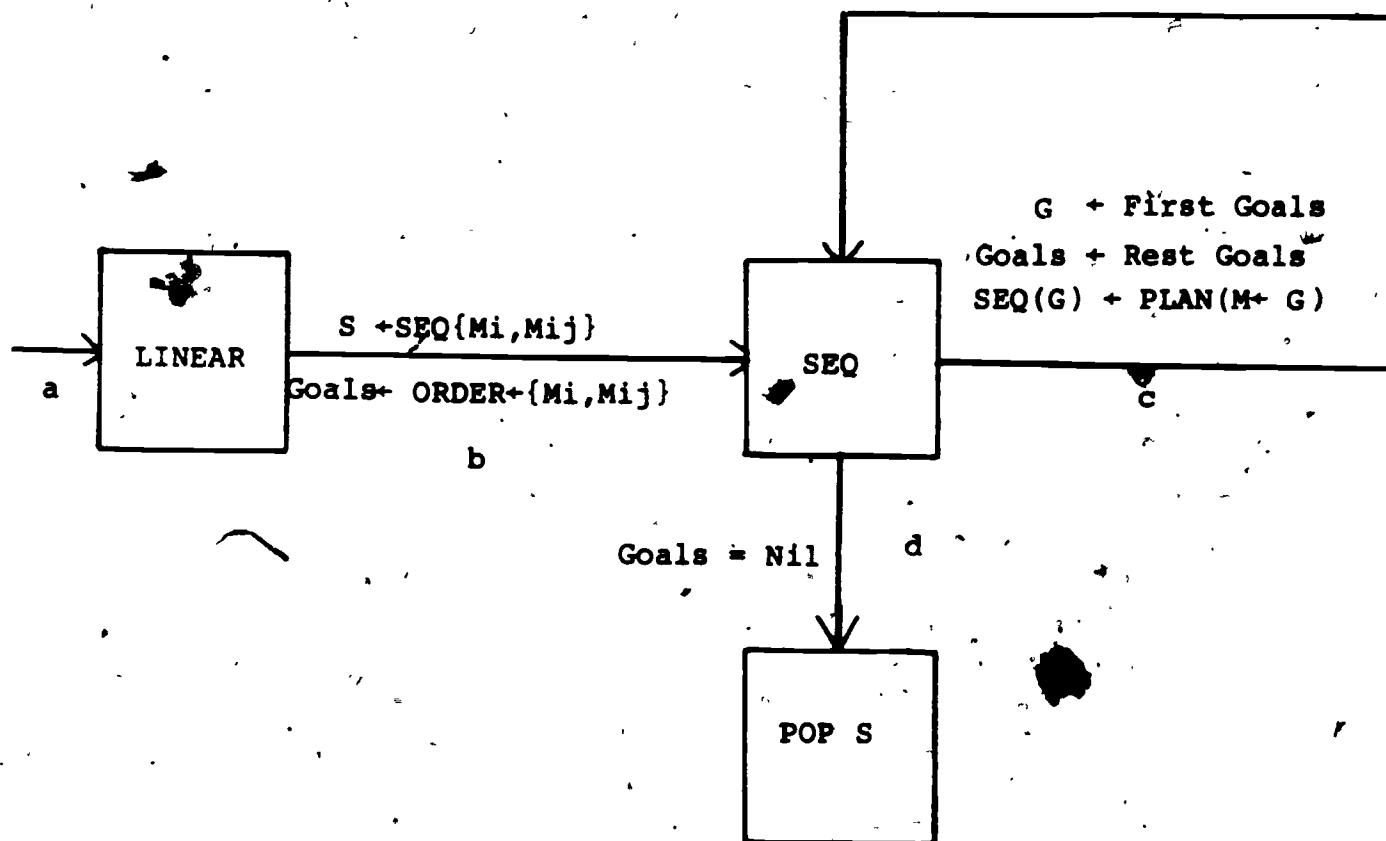 G ← First Goals
Goals ← Rest Goals
SEQ(G) ← PLAN(M← G)
S ←SEQ{Mi,Mij}
LINEAR
SEQ
a
Goals← ORDER←{Mi,Mij}
c
b
Goals = Nil
d
POP S